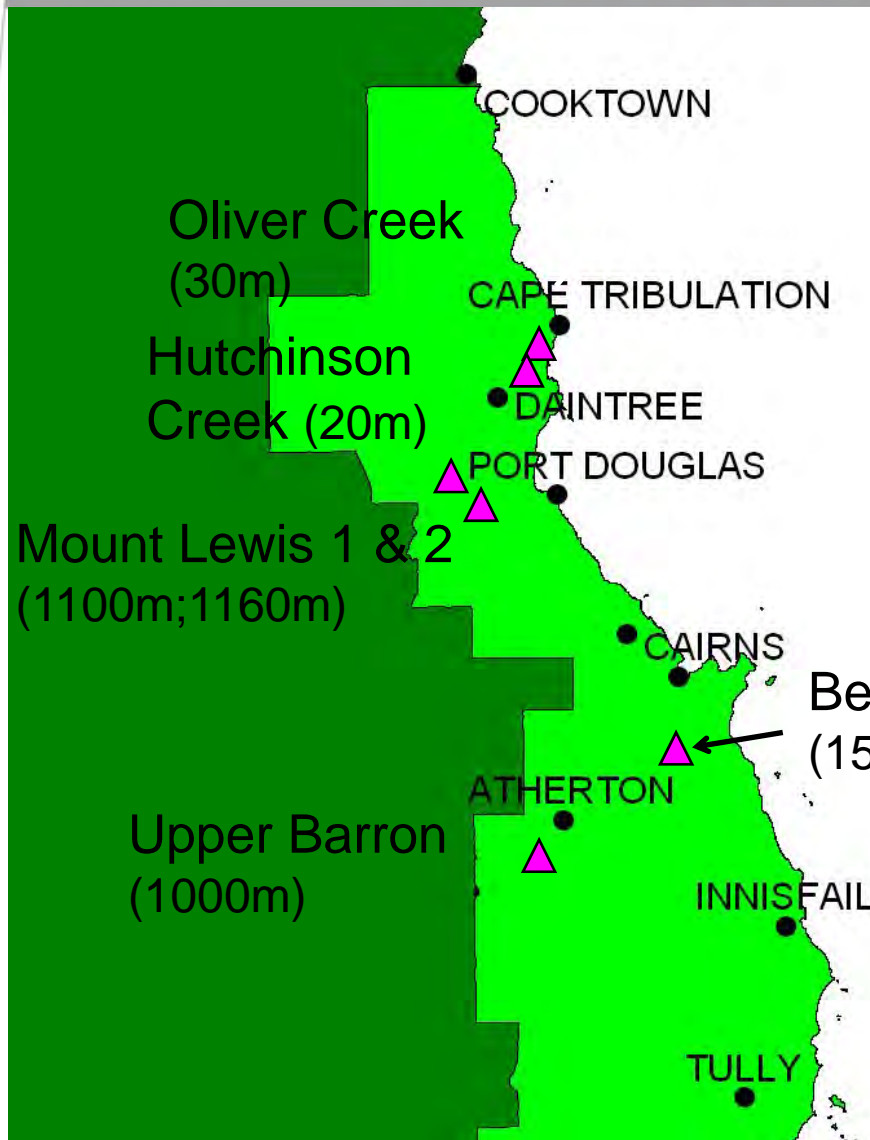 COOKTOWN
Oliver Creek
(30m)
CAPE TRIBULATION
Hutchinson
Creek (20m)
DAINTREE
PORT DOUGLAS
Mount Lewis 1 & 2
(1100m;1160m)
CAIRNS
Be
(15
ATHERTON
Upper Barron
(1000m)
INNISFAIL
TULLY